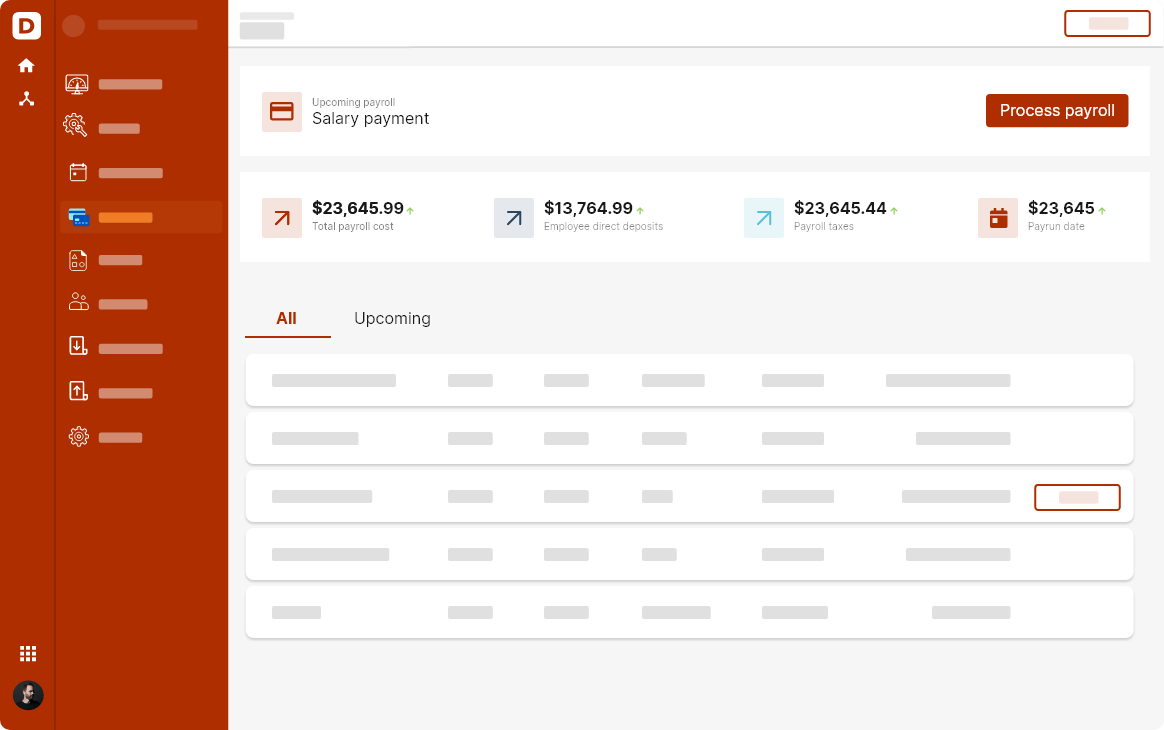 D
Upcoming payroll
Salary payment
Process payroll
$23,645.99
Total payroll cost
$13,764.99
Employee direct deposits
$23,645.44
Payroll taxes
$23,645
Payrun date
All
Upcoming